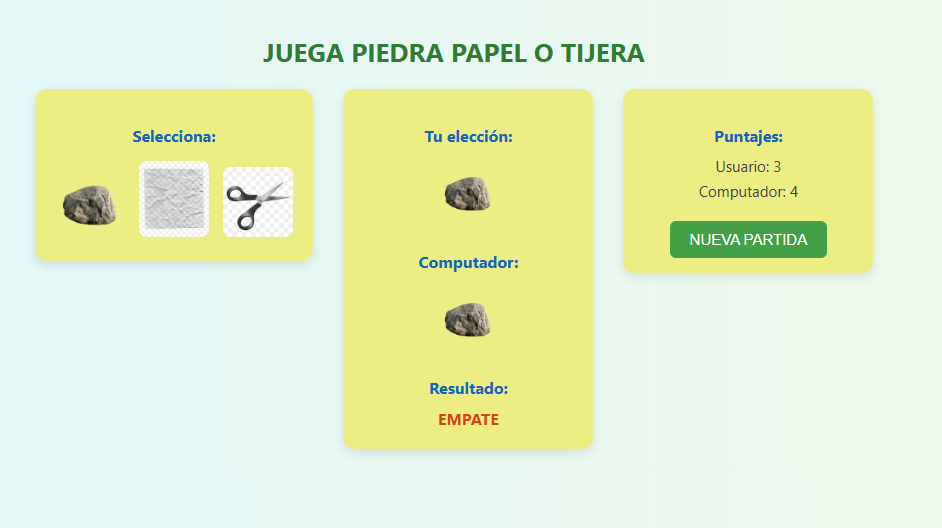 JUEGA PIEDRA PAPEL O TIJERA
Selecciona:
Tu elección:
Computador:
Resultado:
EMPATE
Puntajes:
Usuario: 3
Computador: 4
NUEVA PARTIDA